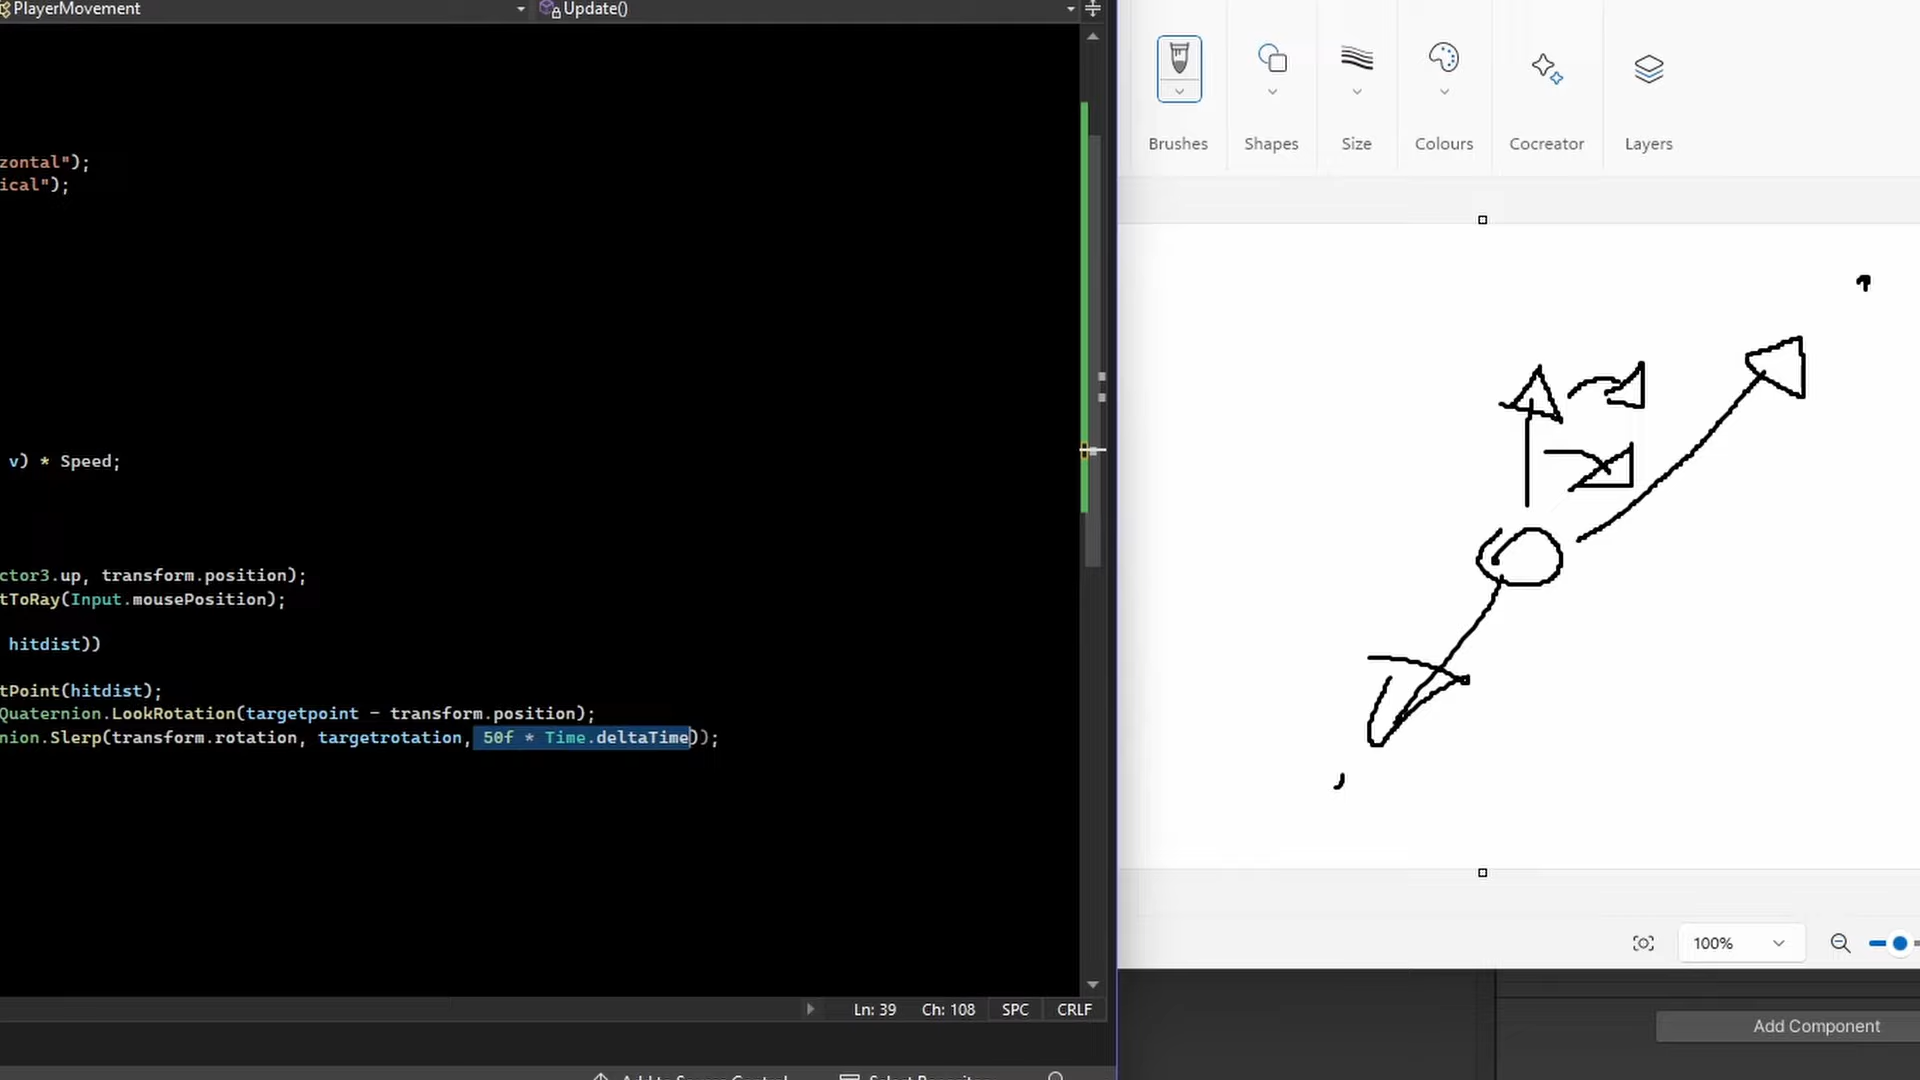 PlayerMovement
Update()
Brushes
Shapes
Size
Colours
Cocreator
Layers
zontal");
ical");
v) * Speed;
ctor3.up, transform.position);
tToRay(Input.mousePosition);
hitdist))
tPoint(hitdist);
Quaternion.LookRotation(targetpoint - transform.position);
nion.Slerp(transform.rotation, targetrotation, 50f * Time.deltaTime));
100%
Ln: 39
Ch: 108
SPC
CRLF
Add Component